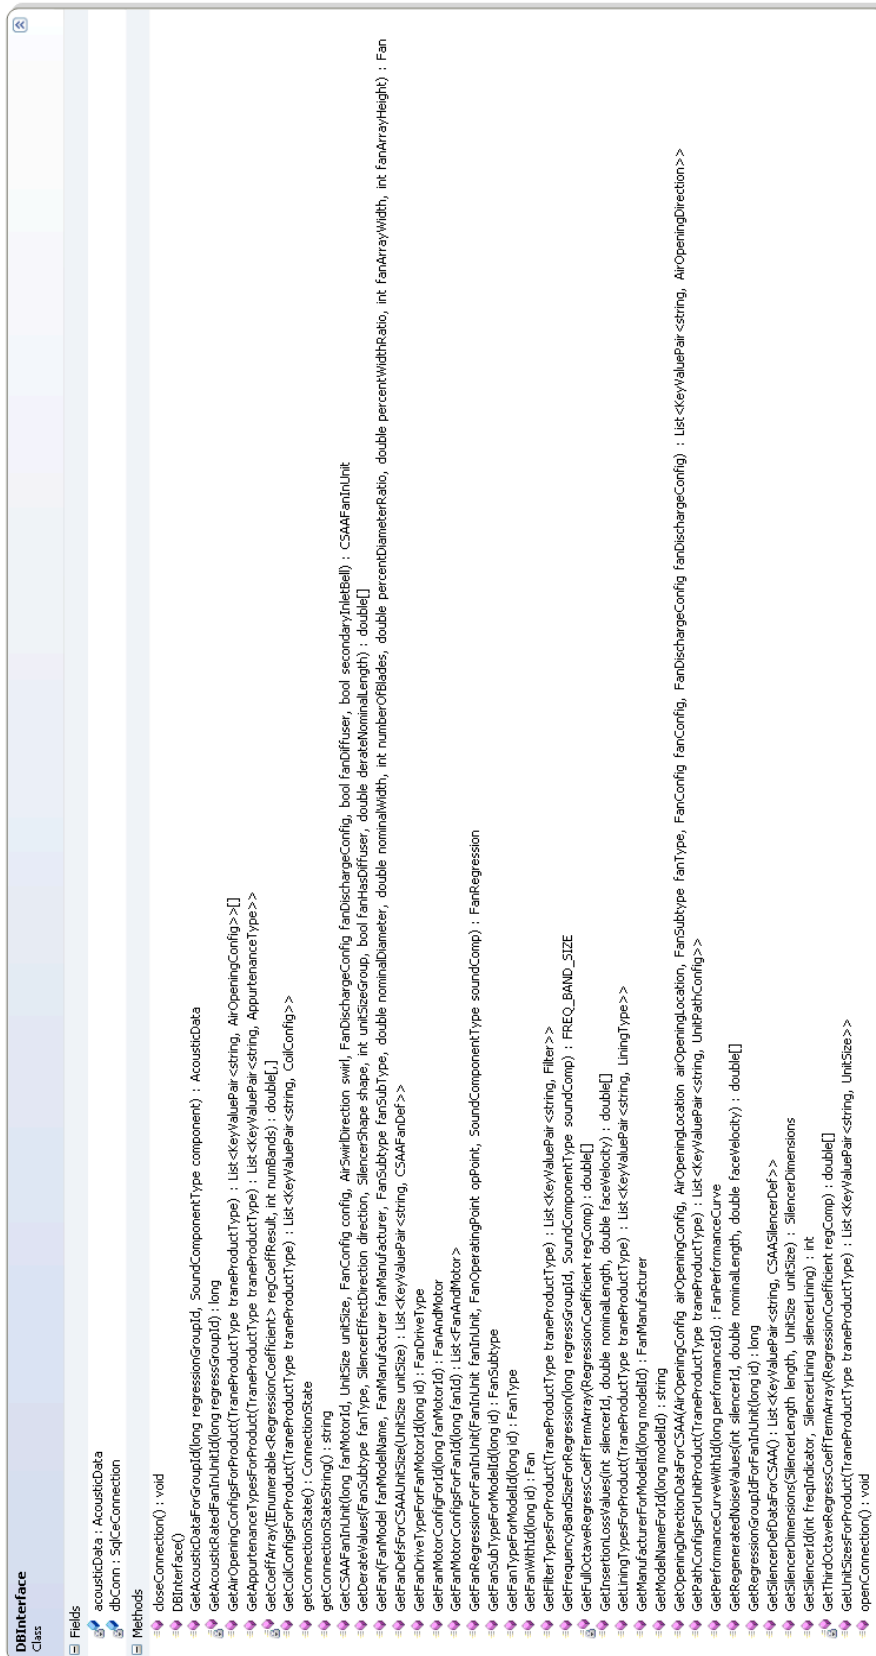 DBInterface
Class
Fields
acousticData : AcousticData
dbConn : SqlCeConnection
Methods
closeConnection() : void
DBInterface()
GetAcousticDataForGroupId(long regressionGroupId, SoundComponentType component) : AcousticData
GetAcousticRatedFanInUnitId(long regressGroupId) : long
GetAirOpeningConfigsForProduct(TraneProductType traneProductType) : List<KeyValuePair<string, AirOpeningConfig>>[]
GetAppurtenanceTypesForProduct(TraneProductType traneProductType) : List<KeyValuePair<string, AppurtenanceType>>
GetCoeffArray(IEnumerable<RegressionCoefficient> regCoeffResult, int numBands) : double[,]
GetCoilConfigsForProduct(TraneProductType traneProductType) : List<KeyValuePair<string, CoilConfig>>
getConnectionState() : ConnectionState
getConnectionStateString() : string
GetCSAAFanInUnit(long fanMotorId, UnitSize unitSize, FanConfig config, AirSwirlDirection swirl, FanDischargeConfig fanDischargeConfig, bool fanDiffuser, bool secondaryInletBell) : CSAAFanInUnit
GetDerateValues(FanSubtype fanType, SilencerEffectDirection direction, SilencerShape shape, int unitSizeGroup, bool fanHasDiffuser, double derateNominalLength) : double[]
GetFan(FanModel fanModelName, FanManufacturer fanManufacturer, FanSubtype fanSubType, double nominalDiameter, double nominalWidth, int numberOfBlades, double percentDiameterRatio, double percentWidthRatio, int fanArrayWidth, int fanArrayHeight) : Fan
GetFanDefsForCSAAUnitSize(UnitSize unitSize) : List<KeyValuePair<string, CSAAFanDef>>
GetFanDriveTypeForFanMotorId(long id) : FanDriveType
GetFanMotorConfigForId(long fanMotorId) : FanAndMotor
GetFanMotorConfigsForFanId(long fanId) : List<FanAndMotor>
GetFanRegressionForFanInUnit(FanInUnit fanInUnit, FanOperatingPoint opPoint, SoundComponentType soundComp) : FanRegression
GetFanSubTypeForModelId(long id) : FanSubtype
GetFanTypeForModelId(long id) : FanType
GetFanWithId(long id) : Fan
GetFilterTypesForProduct(TraneProductType traneProductType) : List<KeyValuePair<string, Filter>>
GetFrequencyBandSizeForRegression(long regressGroupId, SoundComponentType soundComp) : FREQ_BAND_SIZE
GetFullOctaveRegressCoeffTermArray(RegressionCoefficient regComp) : double[]
GetInsertionLossValues(int silencerId, double nominalLength, double faceVelocity) : double[]
GetLiningTypesForProduct(TraneProductType traneProductType) : List<KeyValuePair<string, LiningType>>
GetManufacturerForModelId(long modelId) : FanManufacturer
GetModelNameForId(long modelId) : string
GetOpeningDirectionDataForCSAA(AirOpeningConfig airOpeningConfig, AirOpeningLocation airOpeningLocation, FanSubtype fanType, FanConfig fanConfig, FanDischargeConfig fanDischargeConfig) : List<KeyValuePair<string, AirOpeningDirection>>
GetPathConfigsForUnitProduct(TraneProductType traneProductType) : List<KeyValuePair<string, UnitPathConfig>>
GetPerformanceCurveWithId(long performanceId) : FanPerformanceCurve
GetRegeneratedNoiseValues(int silencerId, double nominalLength, double faceVelocity) : double[]
GetRegressionGroupIdForFanInUnit(long id) : long
GetSilencerDefDataForCSAA() : List<KeyValuePair<string, CSAASilencerDef>>
GetSilencerDimensions(SilencerLength length, UnitSize unitSize) : SilencerDimensions
GetSilencerId(int freqIndicator, SilencerLining silencerLining) : int
GetThirdOctaveRegressCoeffTermArray(RegressionCoefficient regComp) : double[]
GetUnitSizesForProduct(TraneProductType traneProductType) : List<KeyValuePair<string, UnitSize>>
openConnection() : void